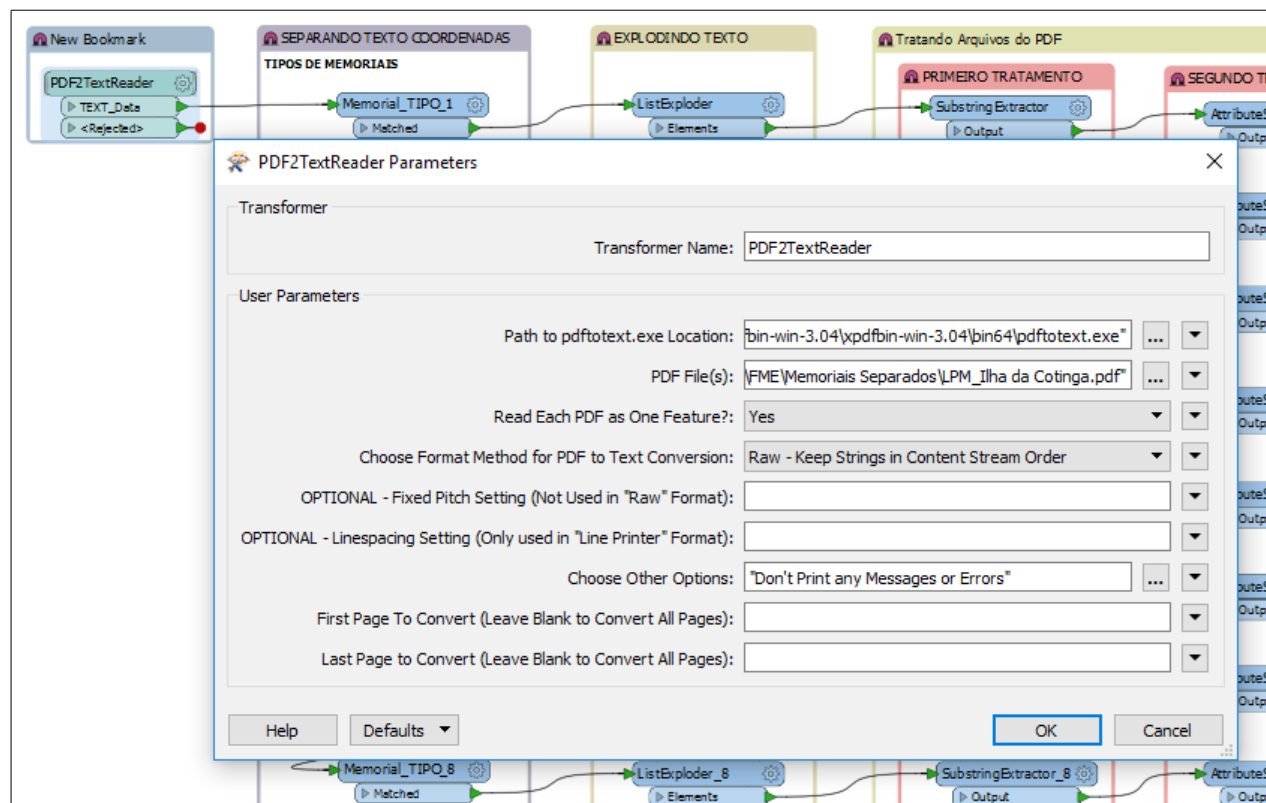 New Bookmark
SEPARANDO TEXTO COORDENADAS
EXPLODINDO TEXTO
Tratando Arquivos do PDF
TIPOS DE MEMORIAIS
PRIMEIRO TRATAMENTO
SEGUNDO T
PDF2TextReader
TEXT_Data
<Rejected>
Memorial_TIPO_1
Matched
ListExploder
Elements
SubstringExtractor
Output
AttributeS
Outp
PDF2TextReader Parameters
Transformer
Transformer Name: PDF2TextReader
User Parameters
Path to pdftotext.exe Location: fbin-win-3.04\xpdfbin-win-3.04\bin64\pdftotext.exe" ...
PDF File(s): \FME\Memoriais Separados\LPM_Ilha da Cotinga.pdf" ...
Read Each PDF as One Feature?: Yes
Choose Format Method for PDF to Text Conversion: Raw - Keep Strings in Content Stream Order
OPTIONAL - Fixed Pitch Setting (Not Used in "Raw" Format):
OPTIONAL - Linespacing Setting (Only used in "Line Printer" Format):
Choose Other Options: "Don't Print any Messages or Errors" ...
First Page To Convert (Leave Blank to Convert All Pages):
Last Page to Convert (Leave Blank to Convert All Pages):
Help
Defaults
OK
Cancel
Memorial_TIPO_8
Matched
ListExploder_8
Elements
SubstringExtractor_8
Output
AttributeS
Outp